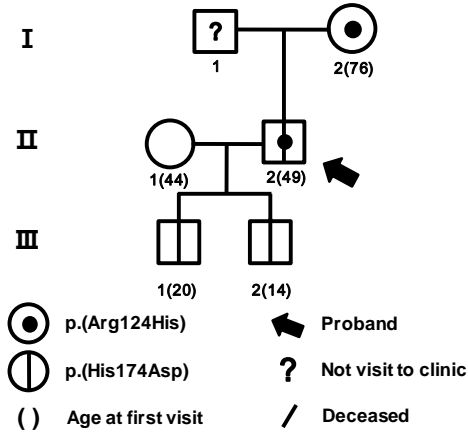 I
?
1
2(76)
II
1(44)
2(49)
III
1(20)
2(14)
p.(Arg124His)
Proband
p.(His174Asp)
?
Not visit to clinic
( )
Age at first visit
Deceased